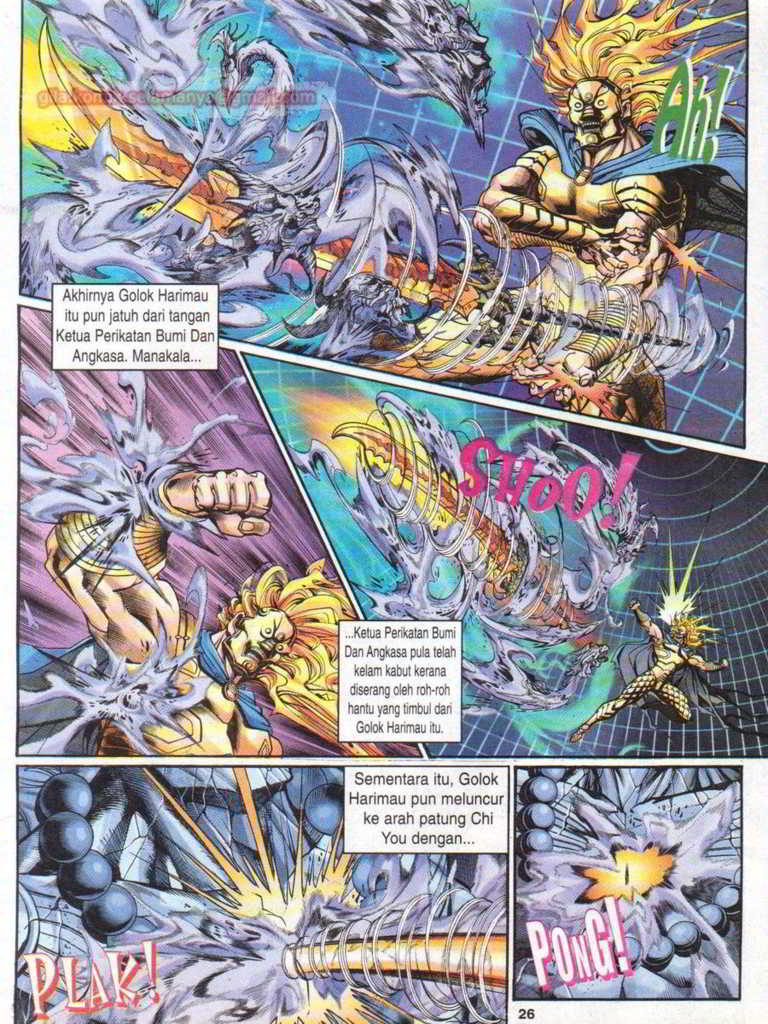 Ah!
Akhirnya Golok Harimau
itu pun jatuh dari tangan
Ketua Perikatan Bumi Dan
Angkasa. Manakala...
SHOO!
...Ketua Perikatan Bumi
Dan Angkasa pula telah
kelam kabut kerana
diserang oleh roh-roh
hantu yang timbul dari
Golok Harimau itu.
Sementara itu, Golok
Harimau pun meluncur
ke arah patung Chi
You dengan...
PLAK!
PONG!
26